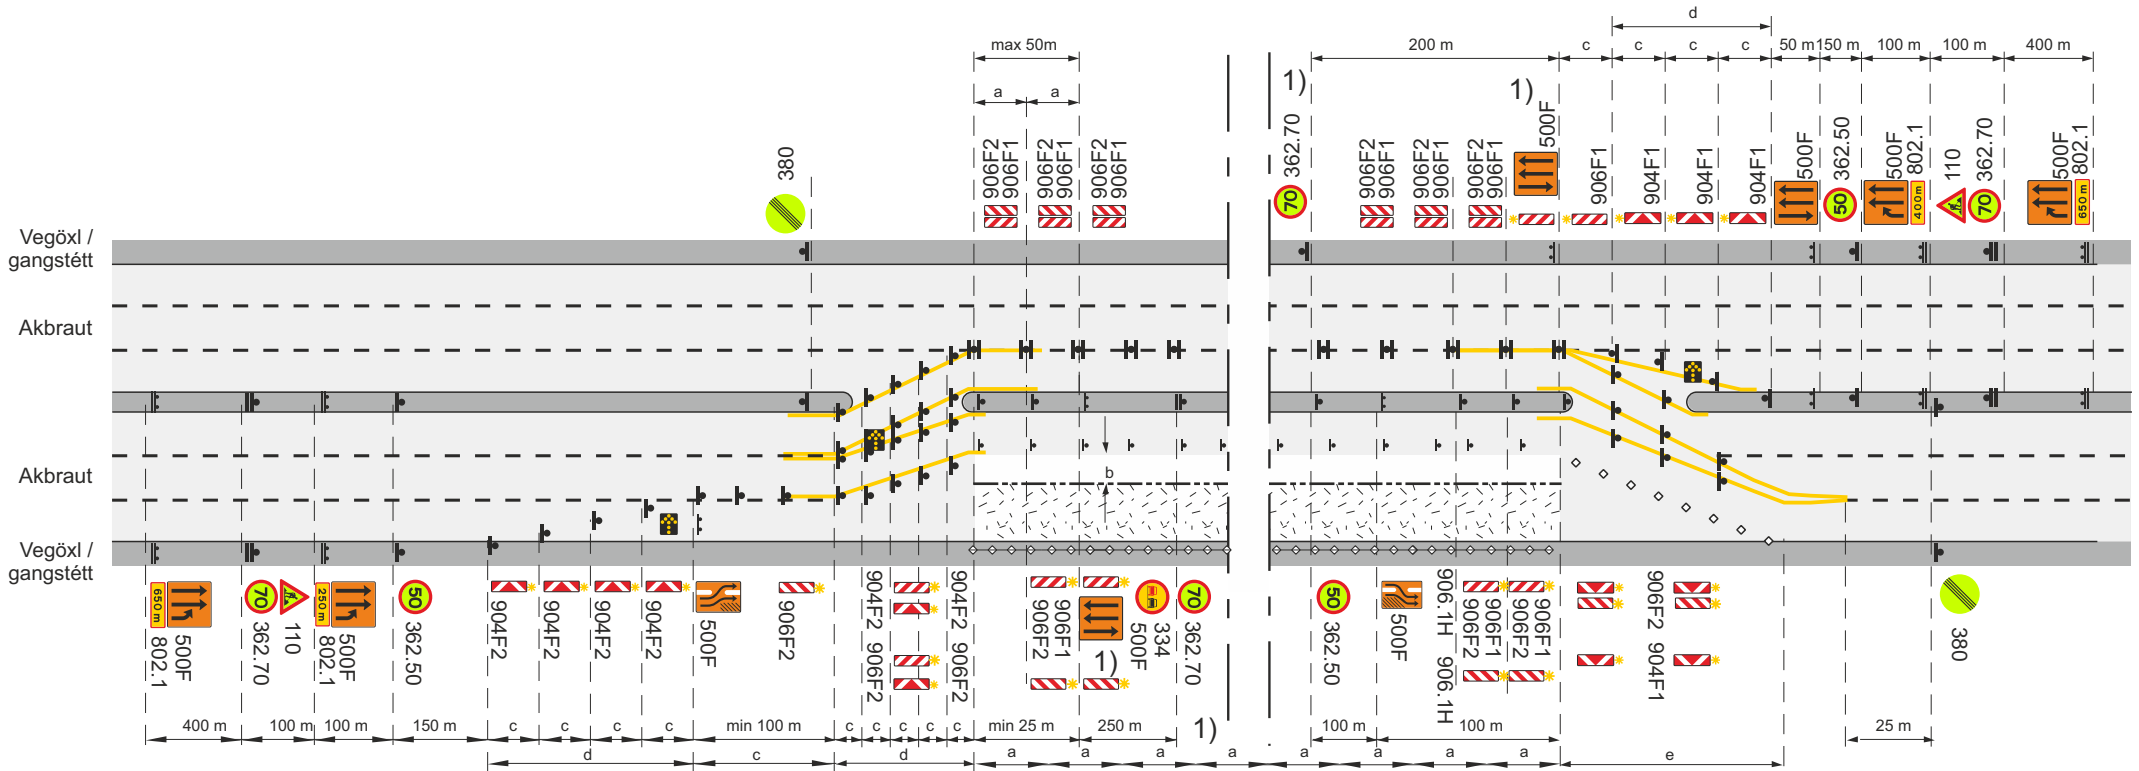 d
max 50m
200 m
c
c
c
c
50 m
150 m
100 m
100 m
400 m
a
a
1)
1)
380
906F2
906F1
906F2
906F1
906F2
906F1
362.70
70
906F2
906F1
906F2
906F1
906F2
906F1
500F
906F1
904F1
904F1
904F1
500F
362.50
50
500F
802.1
400 m
110
362.70
70
500F
802.1
650 m
Vegöxl /
gangstétt
Akbraut
Akbraut
b
Vegöxl /
gangstétt
650 m
802.1
500F
70
362.70
110
250 m
802.1
500F
50
362.50
904F2
904F2
904F2
904F2
500F
906F2
904F2
906F2
904F2
906F2
906F2
906F1
1)
500F
334
70
362.70
1)
50
362.50
500F
906.1H
906.1H
906F2
906F1
906F2
906F1
906F2
904F1
380
400 m
100 m
100 m
150 m
c
c
c
c
min 100 m
c
c
c
c
c
min 25 m
250 m
100 m
100 m
25 m
d
c
d
a
a
a
a
a
a
a
a
e